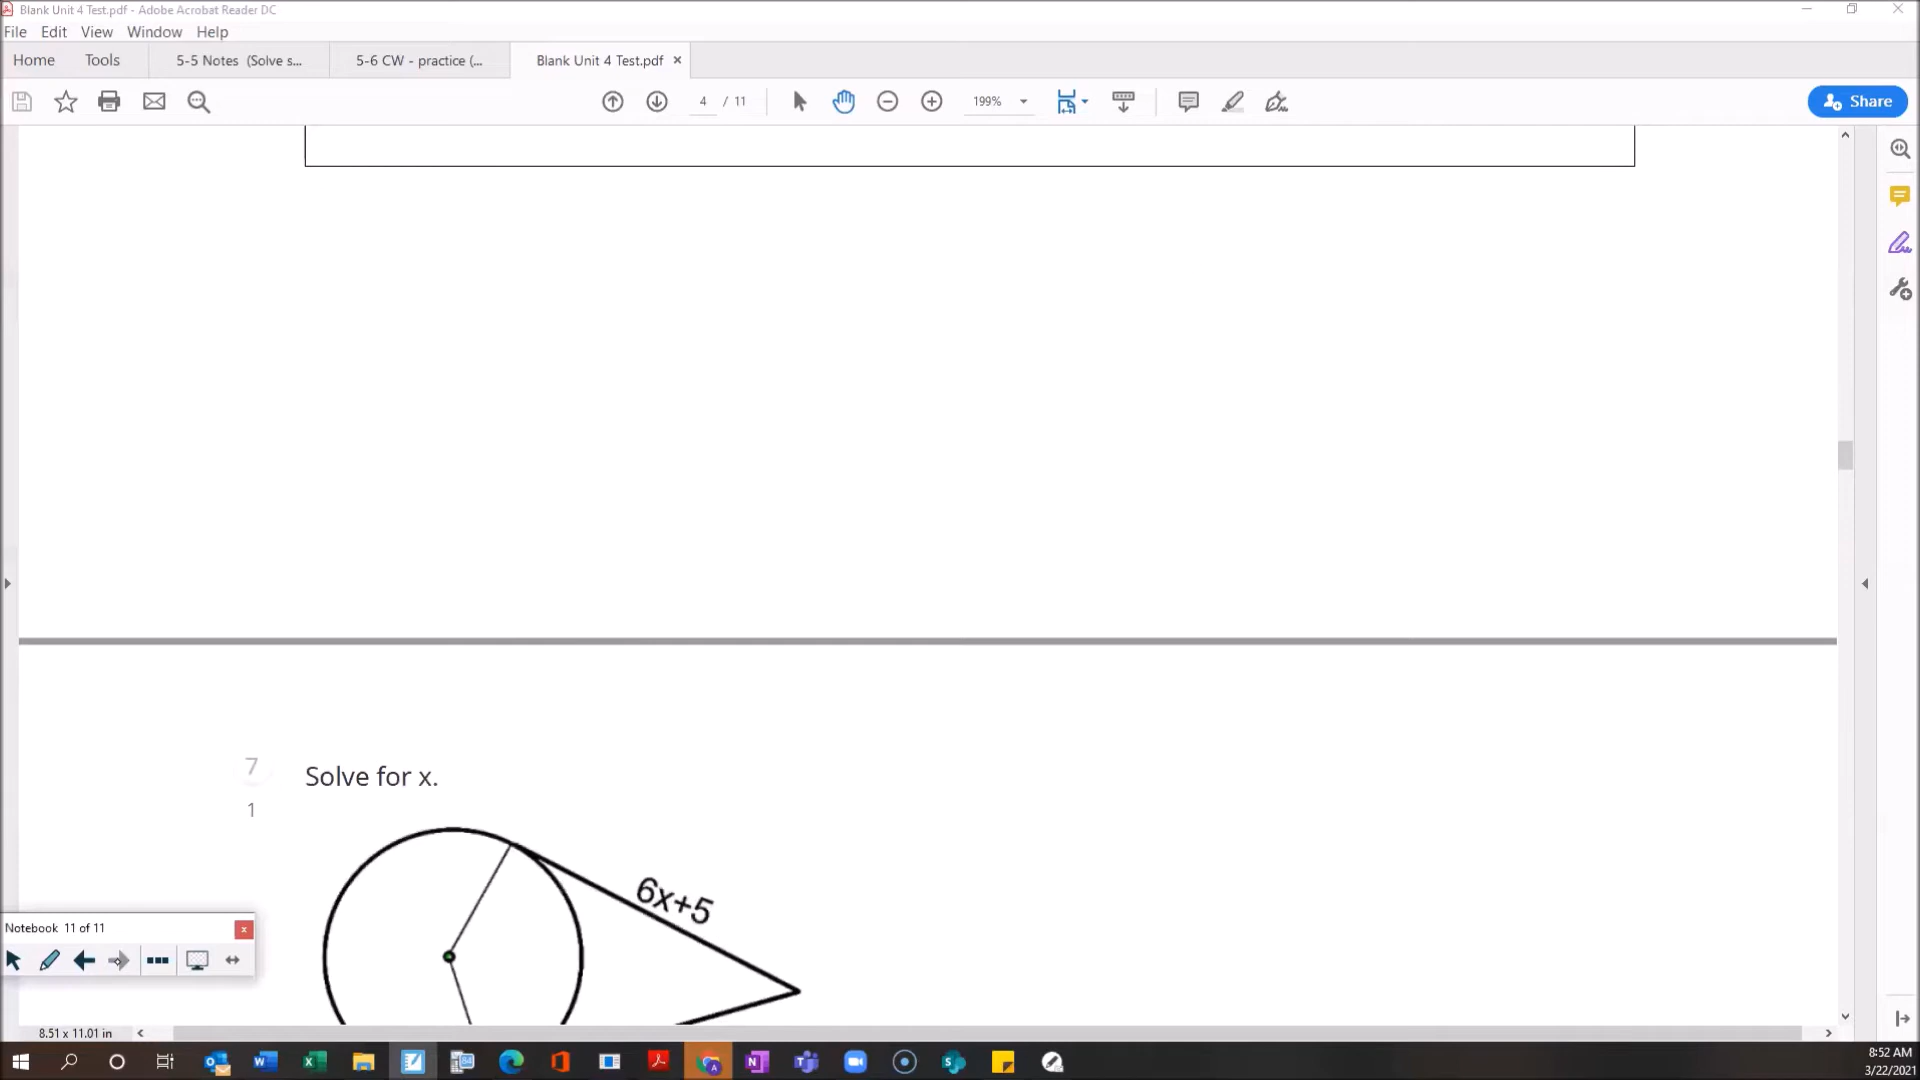 Blank Unit 4 Test.pdf - Adobe Acrobat Reader DC
File Edit View Window Help
Home Tools 5-5 Notes (Solve s... 5-6 CW - practice (... Blank Unit 4 Test.pdf ×
4 / 11 199% Share
7 Solve for x.
1
6x+5
Notebook 11 of 11
8.51 x 11.01 in
8:52 AM
3/22/2021